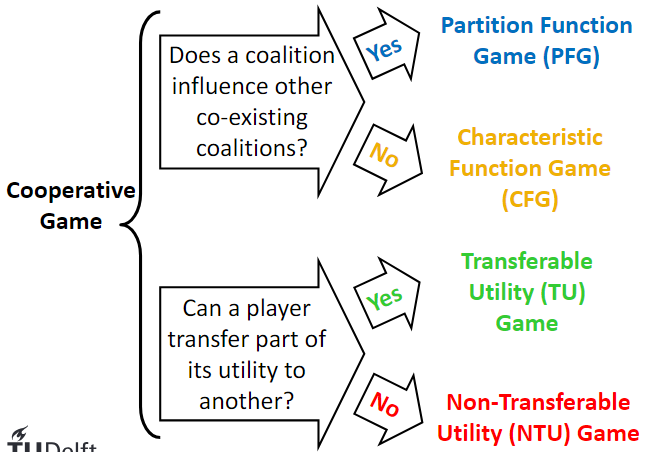 Does a coalition
influence other
co-existing
coalitions?
Yes
Partition Function
Game (PFG)
No
Characteristic
Function Game
(CFG)
Cooperative
Game
Can a player
transfer part of
its utility to
another?
Yes
Transferable
Utility (TU)
Game
No
Non-Transferable
Utility (NTU) Game
TUDelft